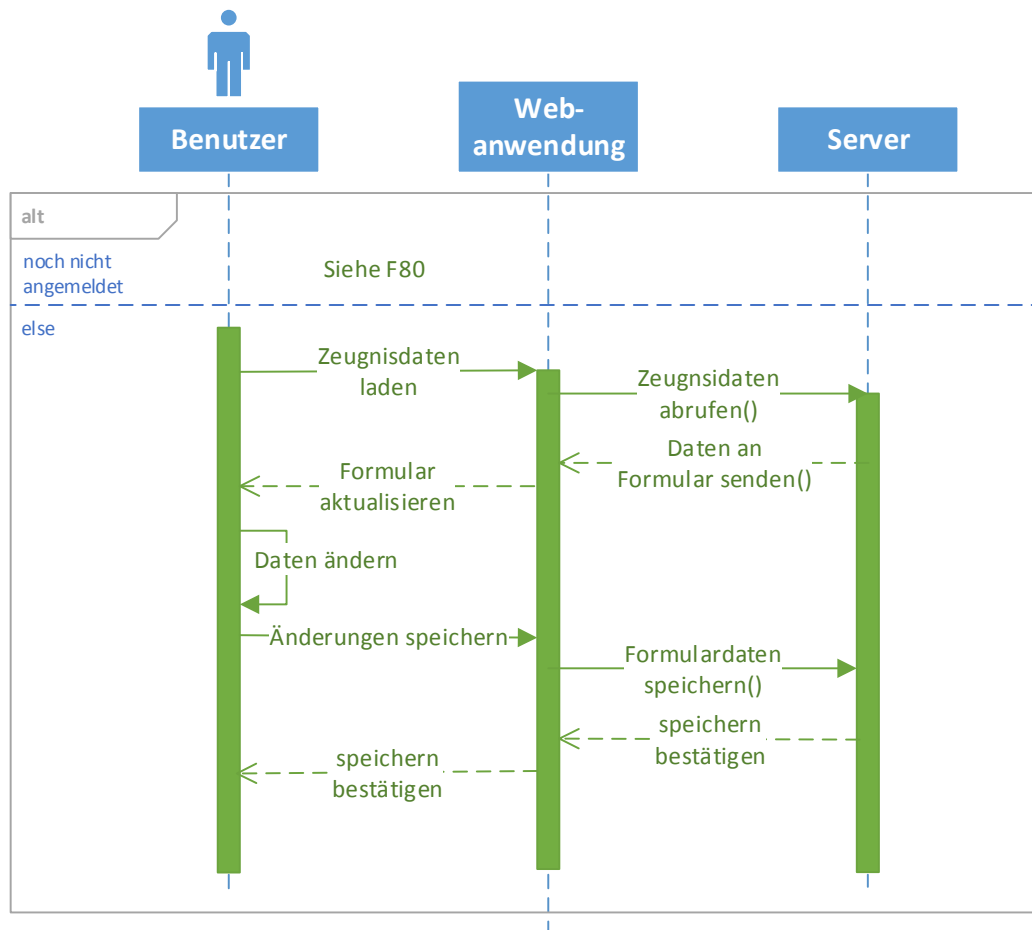 Benutzer
Web-
anwendung
Server
alt
noch nicht
angemeldet
Siehe F80
else
Zeugnisdaten
laden
Zeugnsidaten
abrufen()
Daten an
Formular senden()
Formular
aktualisieren
Daten ändern
Änderungen speichern
Formulardaten
speichern()
speichern
bestätigen
speichern
bestätigen